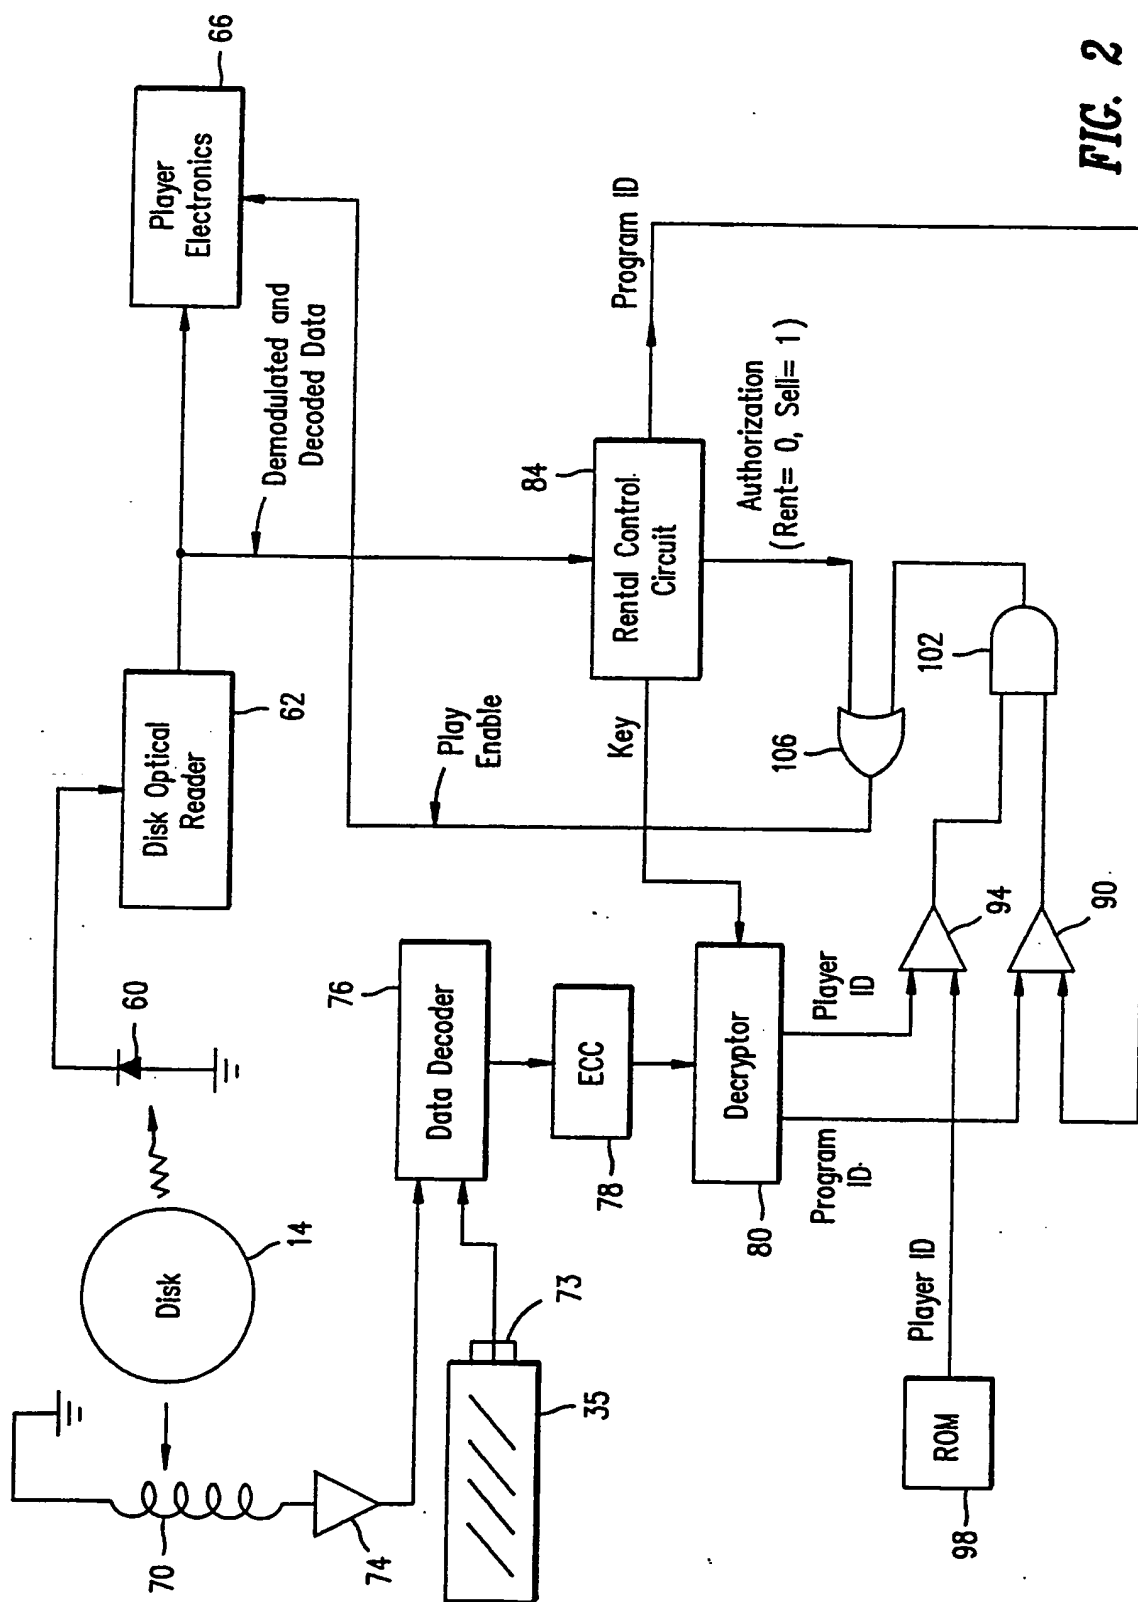 66
Player
Electronics
Disk Optical
Reader
62
Demodulated and
Decoded Data
60
Disk
14
70
74
76
Data Decoder
73
35
ECC
78
Decryptor
80
Key
Play
Enable
Rental Control.
Circuit
84
Program ID
Authorization
(Rent= 0, Sell= 1)
106
102
94
90
Player
ID
Program
ID.
Player ID
ROM
98
FIG. 2